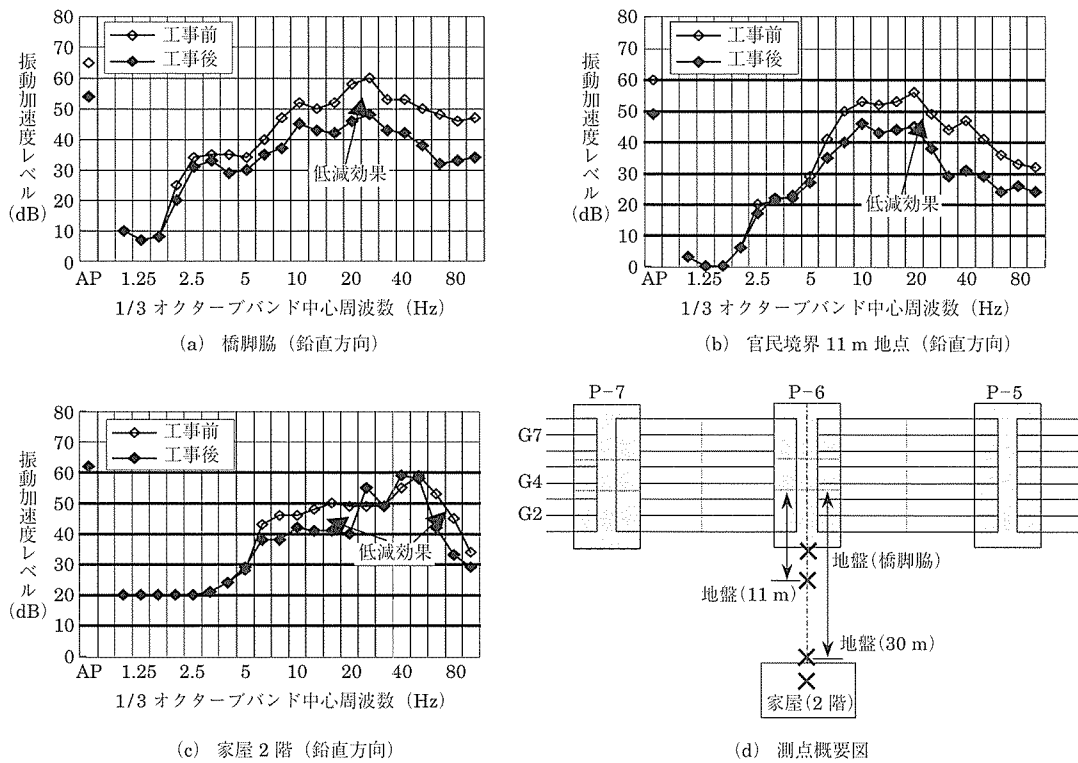 80
70
60
50
40
30
20
10
0
振動加速度レベル
(dB)
工事前
工事後
低減効果
AP 1.25 2.5 5 10 20 40 80
1/3 オクターブバンド中心周波数 (Hz)
(a) 橋脚脇 (鉛直方向)
80
70
60
50
40
30
20
10
0
振動加速度レベル
(dB)
工事前
工事後
低減効果
AP 1.25 2.5 5 10 20 40 80
1/3 オクターブバンド中心周波数 (Hz)
(b) 官民境界 11 m 地点 (鉛直方向)
80
70
60
50
40
30
20
10
0
振動加速度レベル
(dB)
工事前
工事後
低減効果
AP 1.25 2.5 5 10 20 40 80
1/3 オクターブバンド中心周波数 (Hz)
(c) 家屋 2 階 (鉛直方向)
P-7 P-6 P-5
G7
G4
G2
地盤(橋脚脇)
地盤(11 m)
地盤(30 m)
家屋(2 階)
(d) 測点概要図